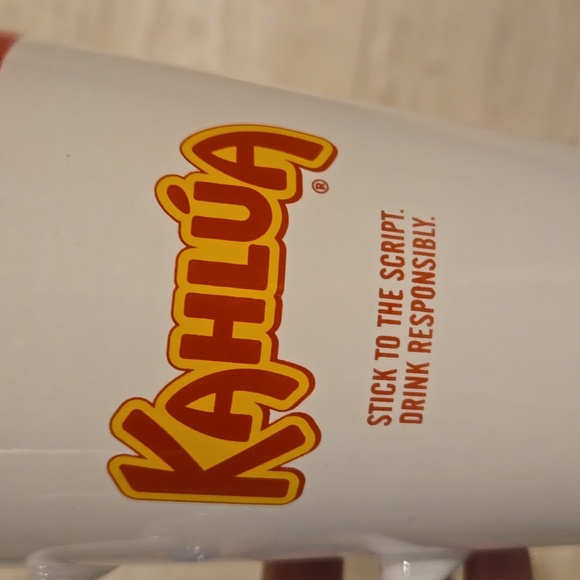 KAHLÚA®
STICK TO THE SCRIPT.
DRINK RESPONSIBLY.